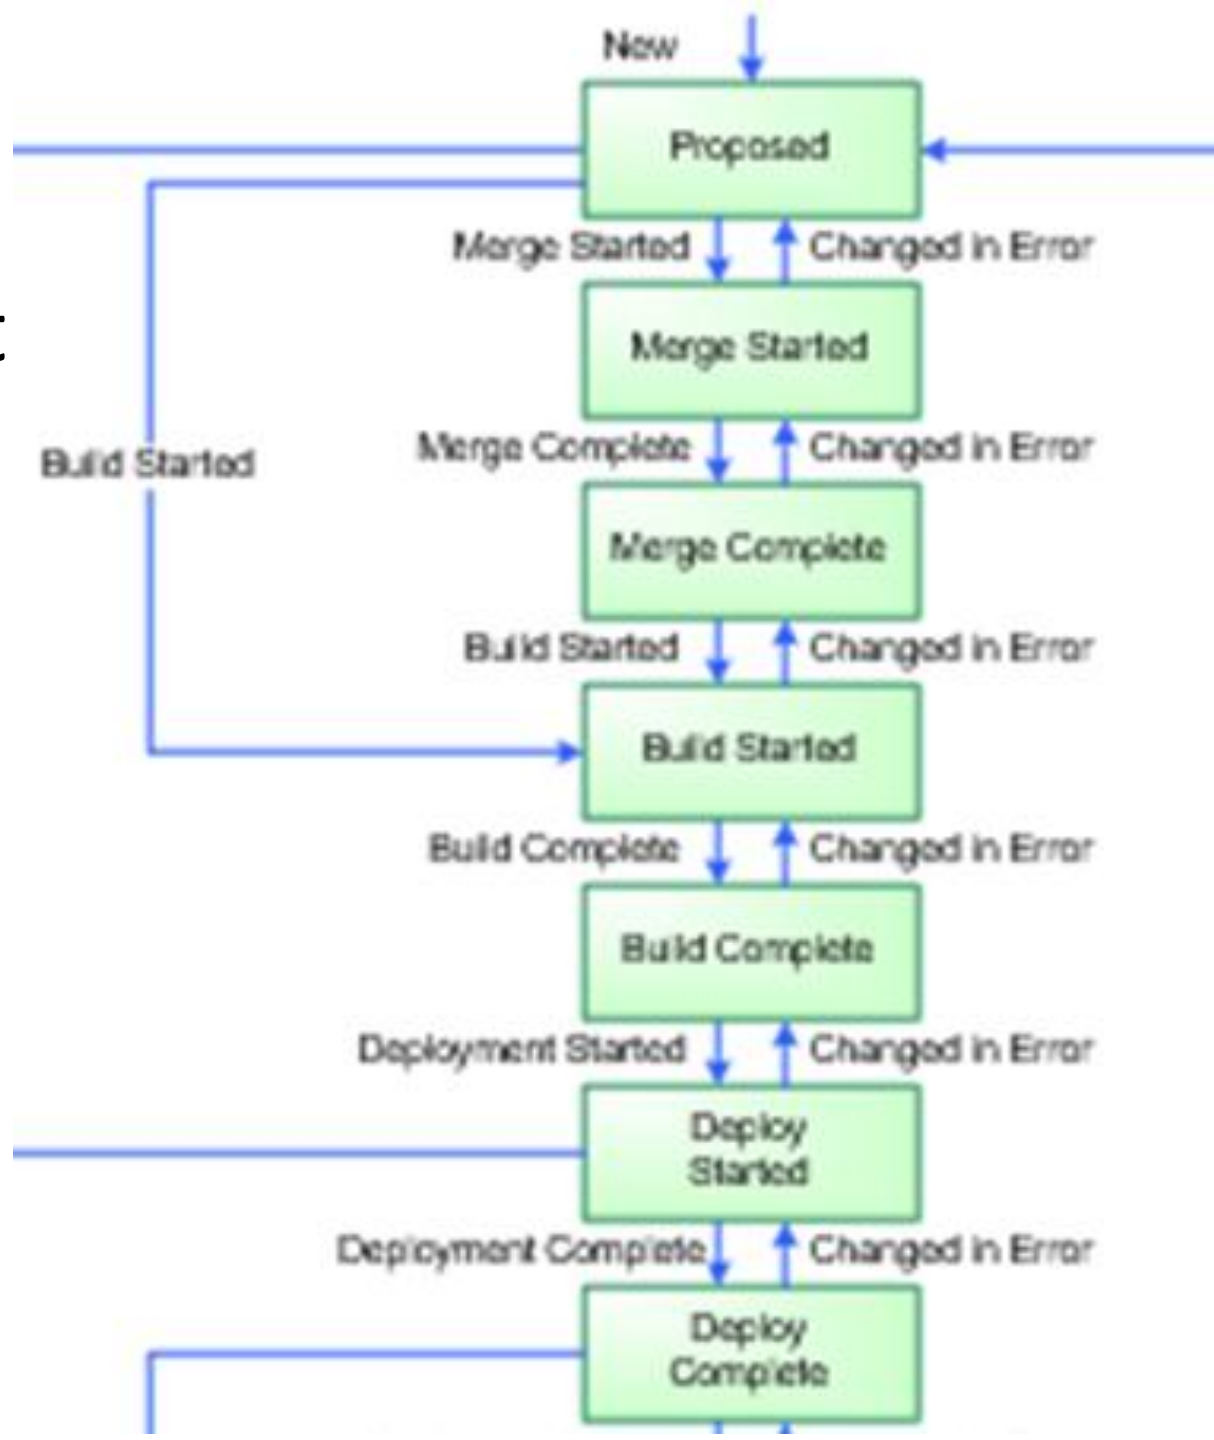 New
Proposed
Merge Started
Changed in Error
t
Merge Started
Merge Complete
Changed in Error
Build Started
Merge Complete
Build Started
Changed in Error
Build Started
Build Complete
Changed in Error
Build Complete
Deployment Started
Changed in Error
Deploy
Started
Deployment Complete
Changed in Error
Deploy
Complete